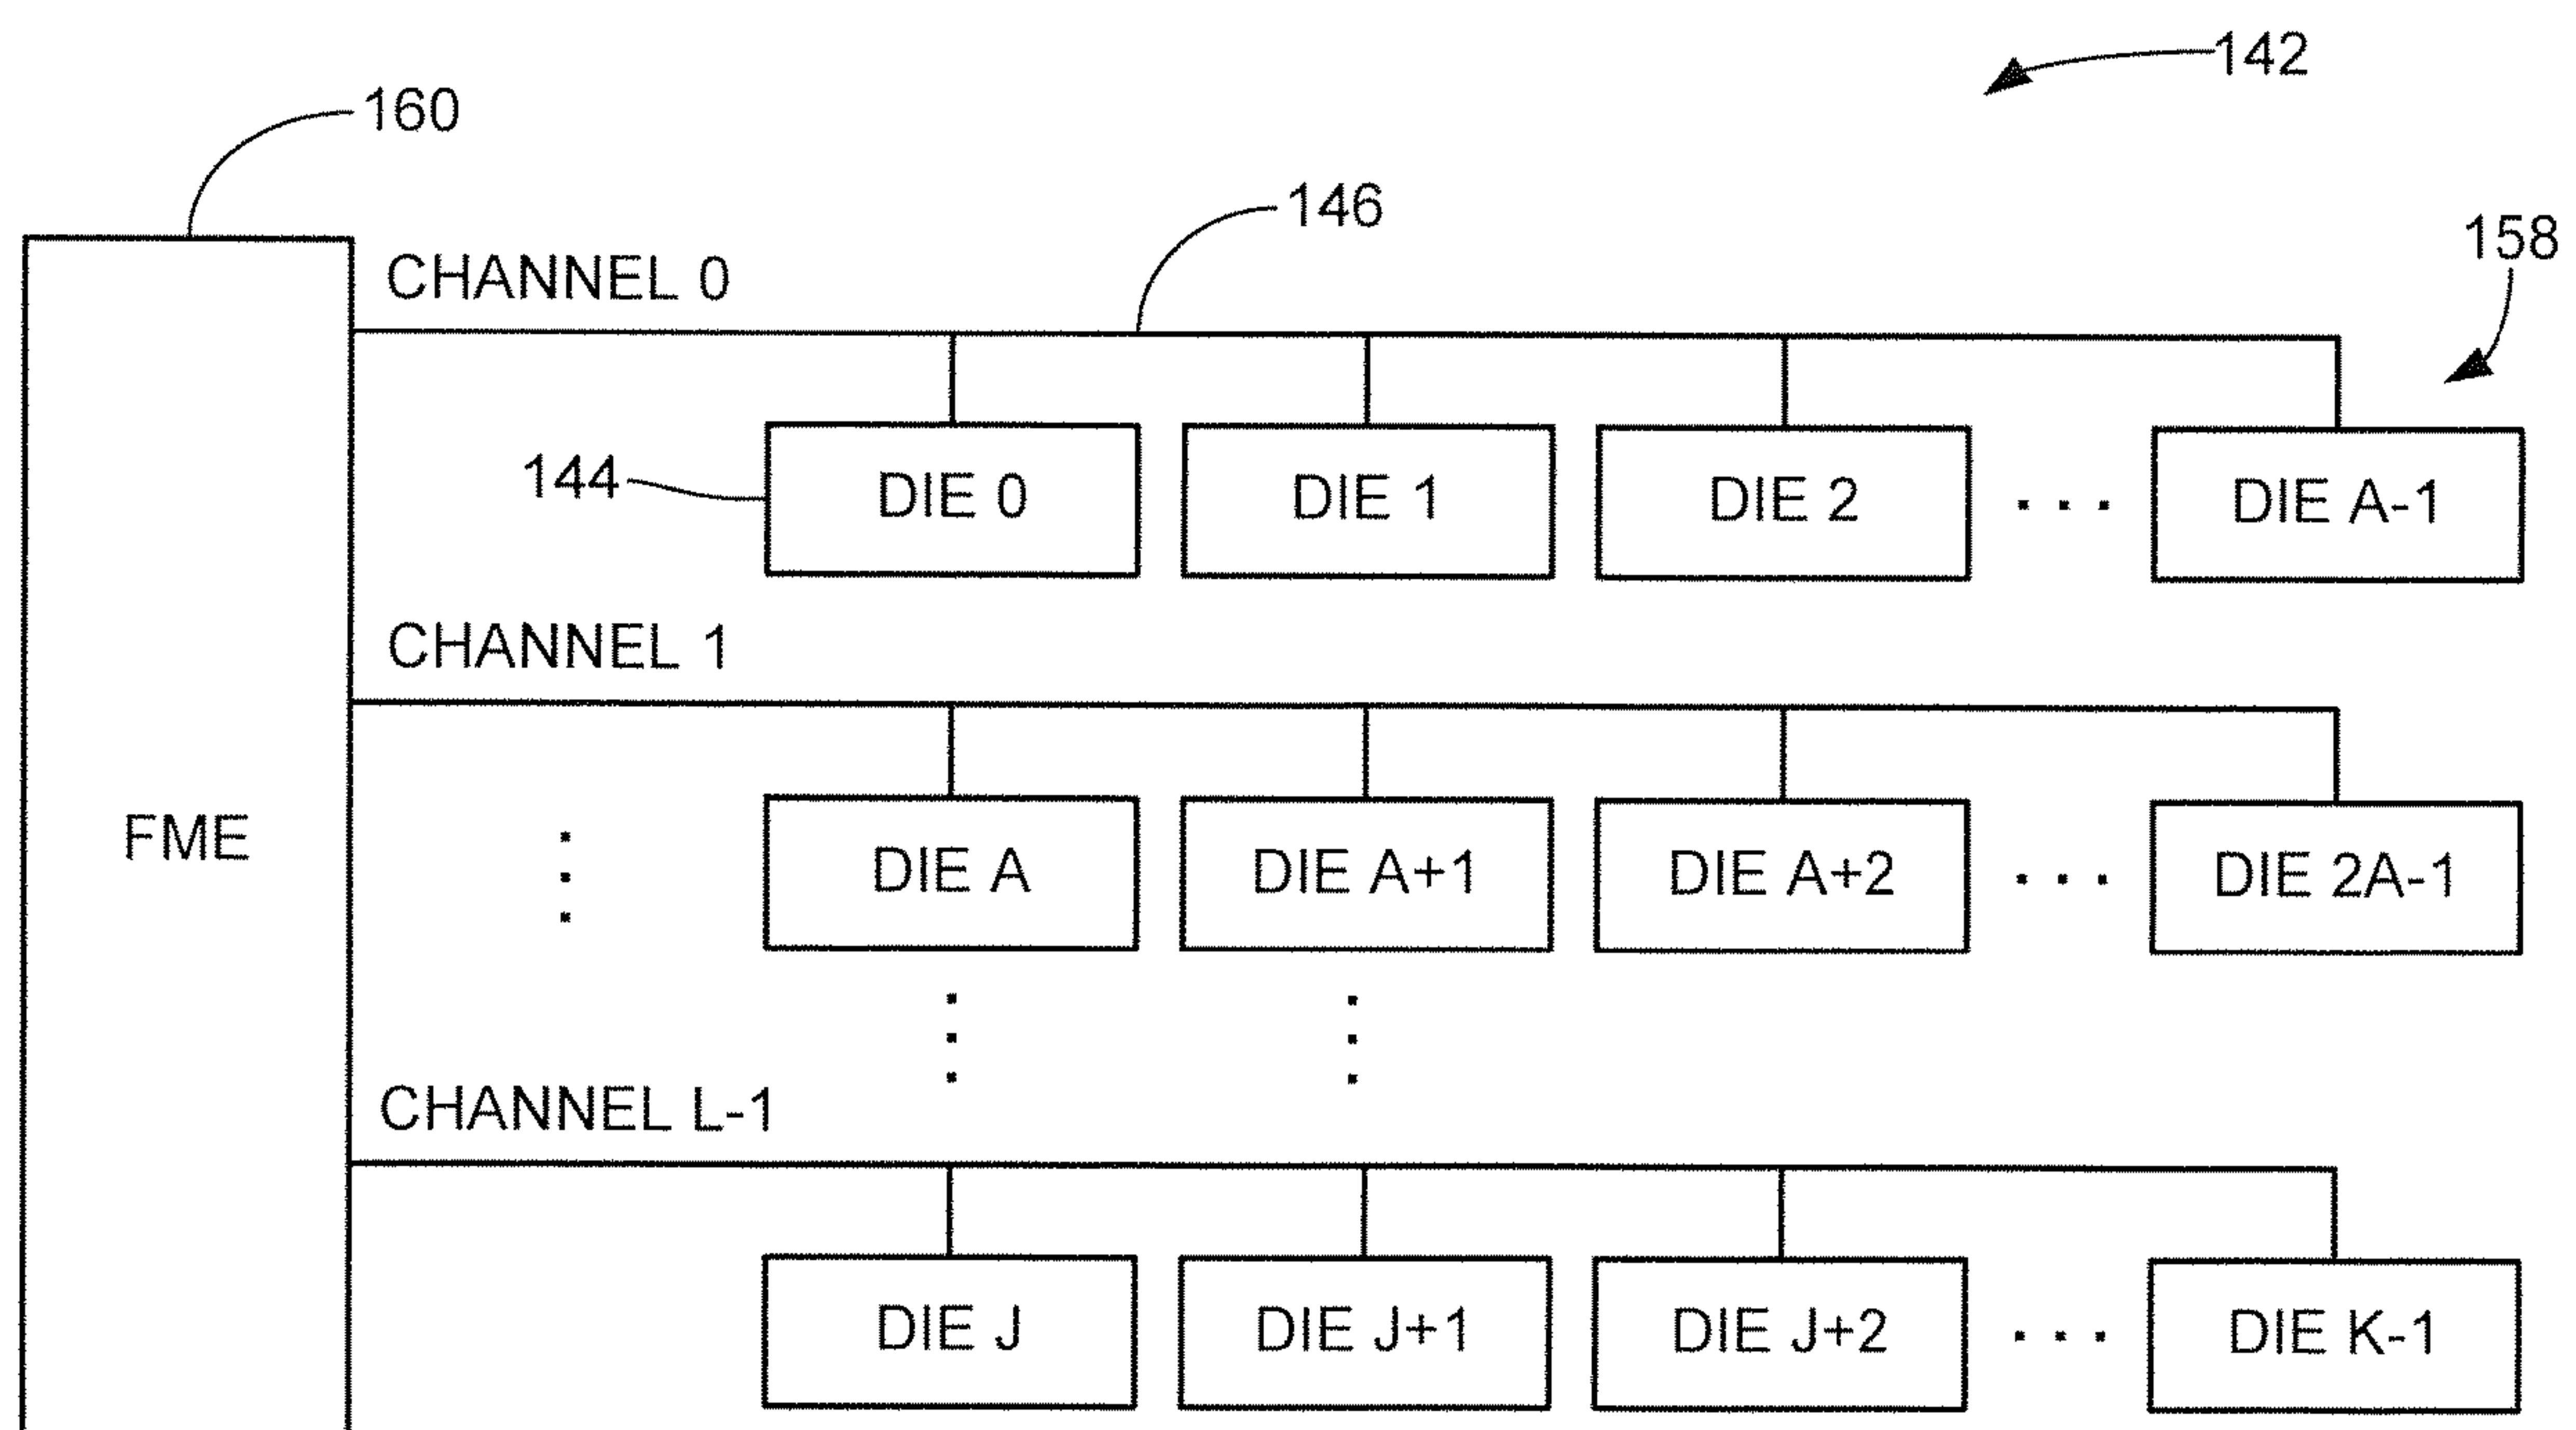 142
160
146
158
CHANNEL 0
144
DIE 0
DIE 1
DIE 2
. . .
DIE A-1
CHANNEL 1
FME
DIE A
DIE A+1
DIE A+2
. . .
DIE 2A-1
CHANNEL L-1
DIE J
DIE J+1
DIE J+2
. . .
DIE K-1